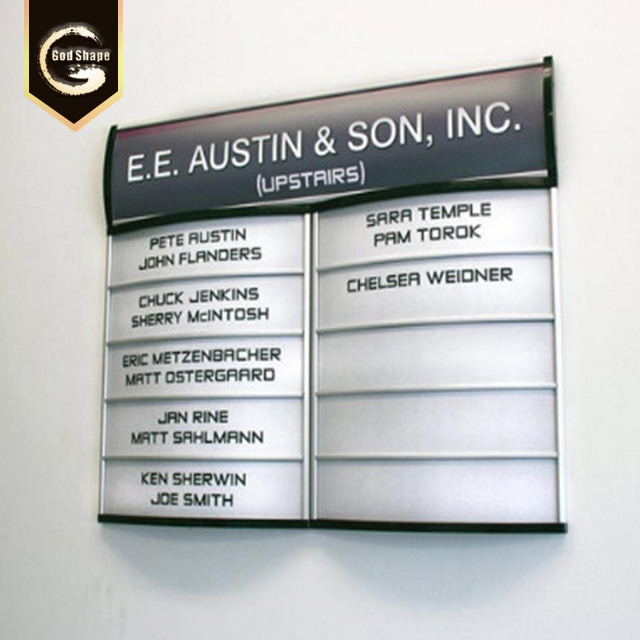 God Shape
E.E. AUSTIN & SON, INC.
(UPSTAIRS)
PETE AUSTIN
JOHN FLANDERS
CHUCK JENKINS
SHERRY McINTOSH
ERIC METZENBACHER
MATT OSTERGAARD
JAN RINE
MATT SAHLMANN
KEN SHERWIN
JOE SMITH
SARA TEMPLE
PAM TOROK
CHELSEA WEIDNER